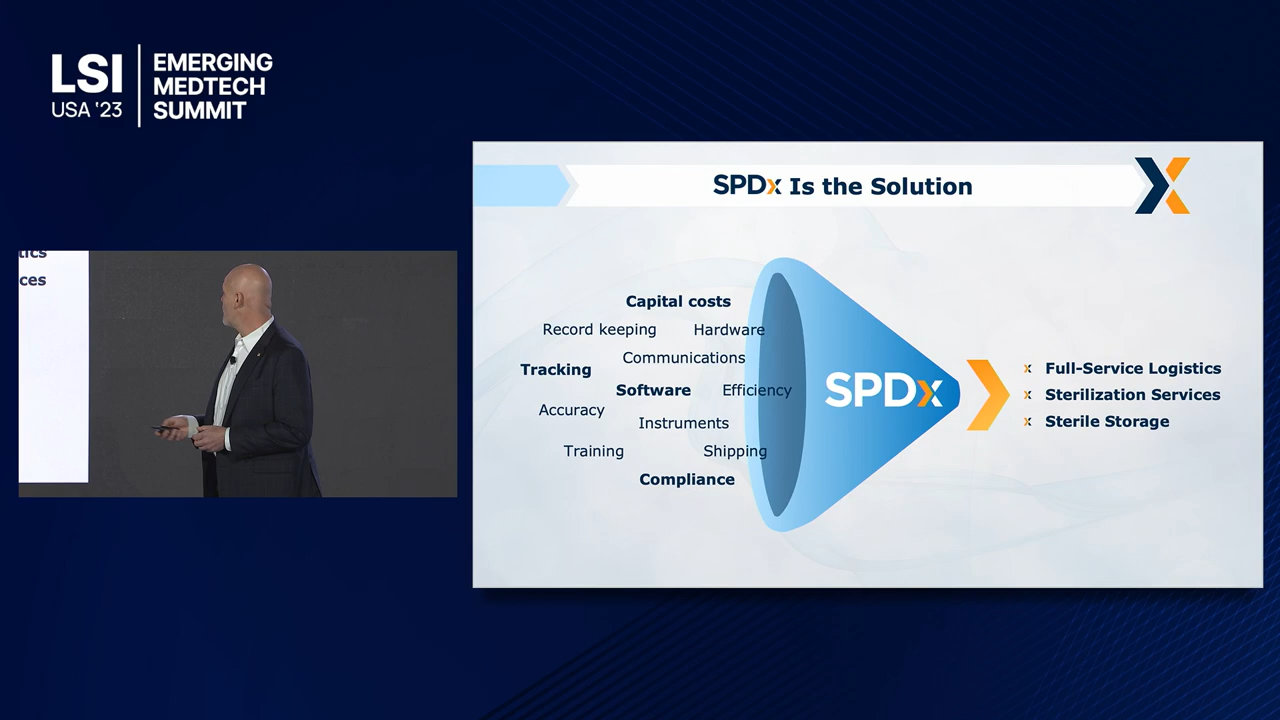 LSI
USA '23
EMERGING
MEDTECH
SUMMIT
SPDx Is the Solution
Capital costs
Record keeping Hardware
Communications
Tracking
Software Efficiency
Accuracy
Instruments
Training Shipping
Compliance
SPDx
x Full-Service Logistics
x Sterilization Services
x Sterile Storage
tics
ces